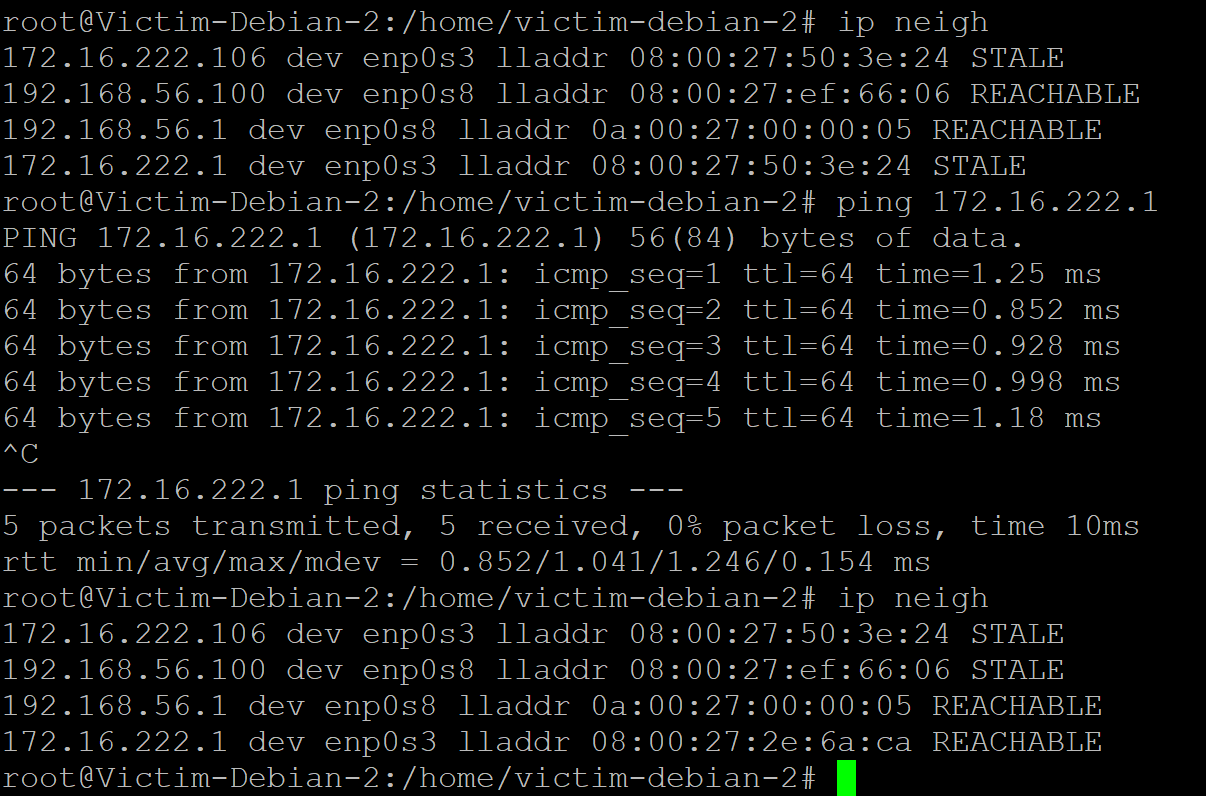 root@Victim-Debian-2:/home/victim-debian-2# ip neigh
172.16.222.106 dev enp0s3 lladdr 08:00:27:50:3e:24 STALE
192.168.56.100 dev enp0s8 lladdr 08:00:27:ef:66:06 REACHABLE
192.168.56.1 dev enp0s8 lladdr 0a:00:27:00:00:05 REACHABLE
172.16.222.1 dev enp0s3 lladdr 08:00:27:50:3e:24 STALE
root@Victim-Debian-2:/home/victim-debian-2# ping 172.16.222.1
PING 172.16.222.1 (172.16.222.1) 56(84) bytes of data.
64 bytes from 172.16.222.1: icmp_seq=1 ttl=64 time=1.25 ms
64 bytes from 172.16.222.1: icmp_seq=2 ttl=64 time=0.852 ms
64 bytes from 172.16.222.1: icmp_seq=3 ttl=64 time=0.928 ms
64 bytes from 172.16.222.1: icmp_seq=4 ttl=64 time=0.998 ms
64 bytes from 172.16.222.1: icmp_seq=5 ttl=64 time=1.18 ms
^C
--- 172.16.222.1 ping statistics ---
5 packets transmitted, 5 received, 0% packet loss, time 10ms
rtt min/avg/max/mdev = 0.852/1.041/1.246/0.154 ms
root@Victim-Debian-2:/home/victim-debian-2# ip neigh
172.16.222.106 dev enp0s3 lladdr 08:00:27:50:3e:24 STALE
192.168.56.100 dev enp0s8 lladdr 08:00:27:ef:66:06 STALE
192.168.56.1 dev enp0s8 lladdr 0a:00:27:00:00:05 REACHABLE
172.16.222.1 dev enp0s3 lladdr 08:00:27:2e:6a:ca REACHABLE
root@Victim-Debian-2:/home/victim-debian-2#